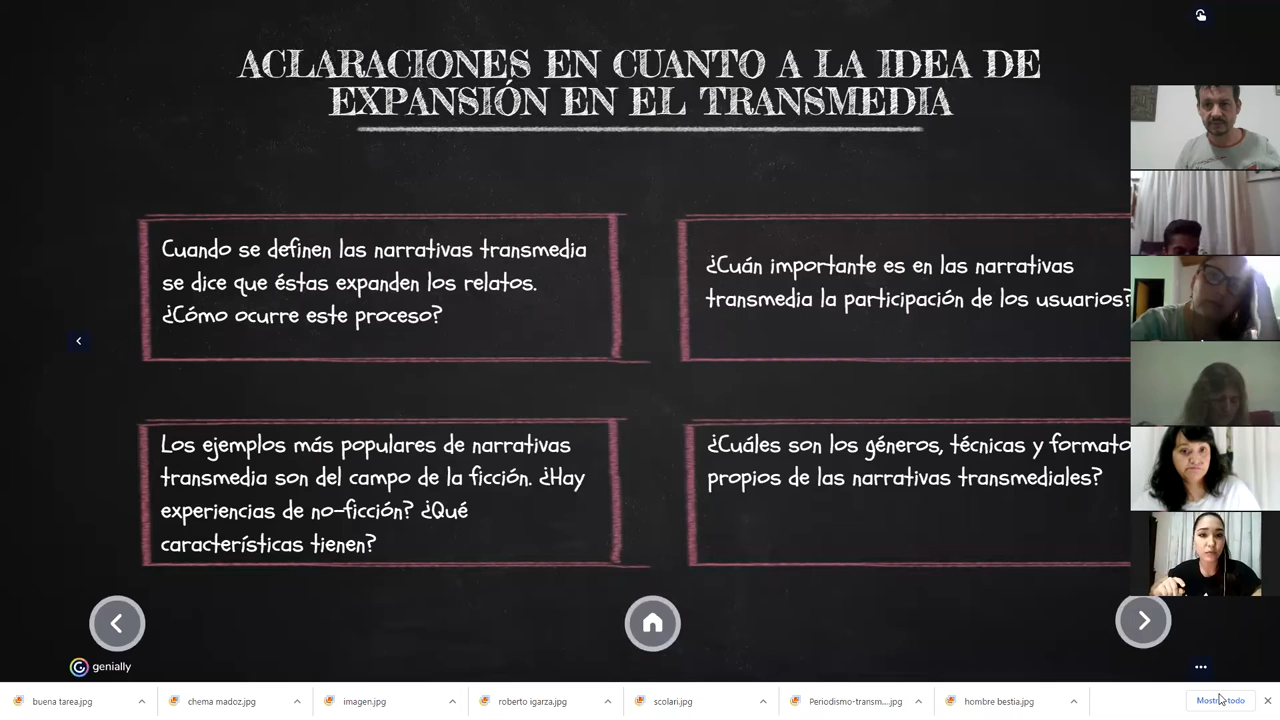 ACLARACIONES EN CUANTO A LA IDEA DE
EXPANSIÓN EN EL TRANSMEDIA
Cuando se definen las narrativas transmedia
se dice que éstas expanden los relatos.
¿Cómo ocurre este proceso?
¿Cuán importante es en las narrativas
transmedia la participación de los usuarios?
Los ejemplos más populares de narrativas
transmedia son del campo de la ficción. ¿Hay
experiencias de no-ficción? ¿Qué
características tienen?
¿Cuáles son los géneros, técnicas y formato
propios de las narrativas transmediales?
genially
buena tarea.jpg
chema madoz.jpg
imagen.jpg
roberto igarza.jpg
scolari.jpg
Periodismo-transm....jpg
hombre bestia.jpg
Mostrar todo